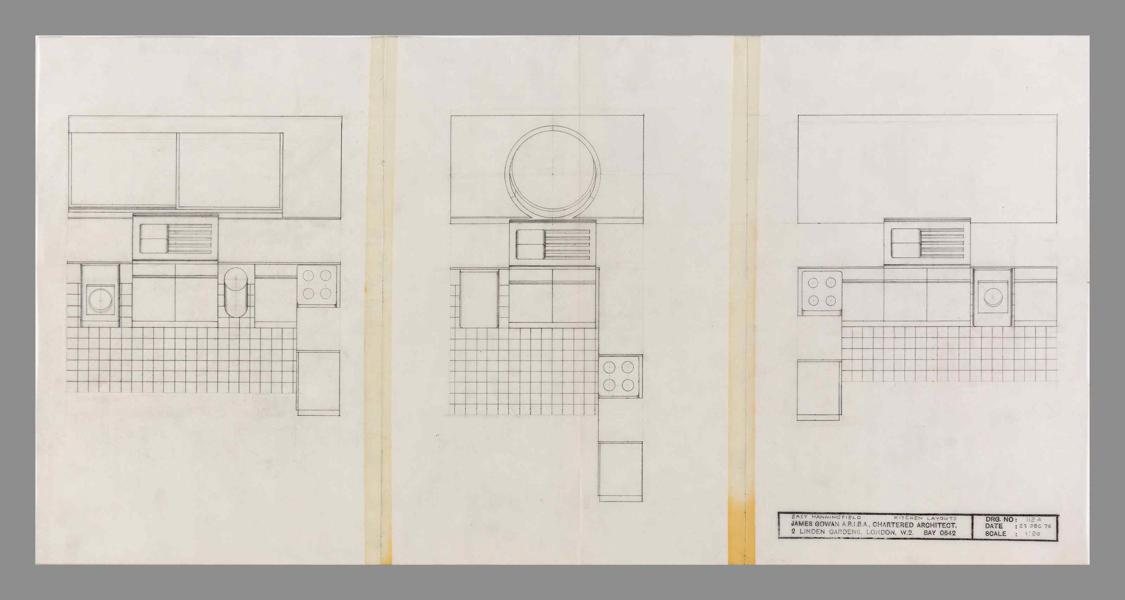 EAST HANNINGFIELD KITCHEN LAYOUTS
JAMES GOWAN A.R.I.B.A., CHARTERED ARCHITECT.
2 LINDEN GARDENS, LONDON, W.2. BAY 0642
DRG. NO: 112 A
DATE : 23 DEC 76
SCALE : 1:20